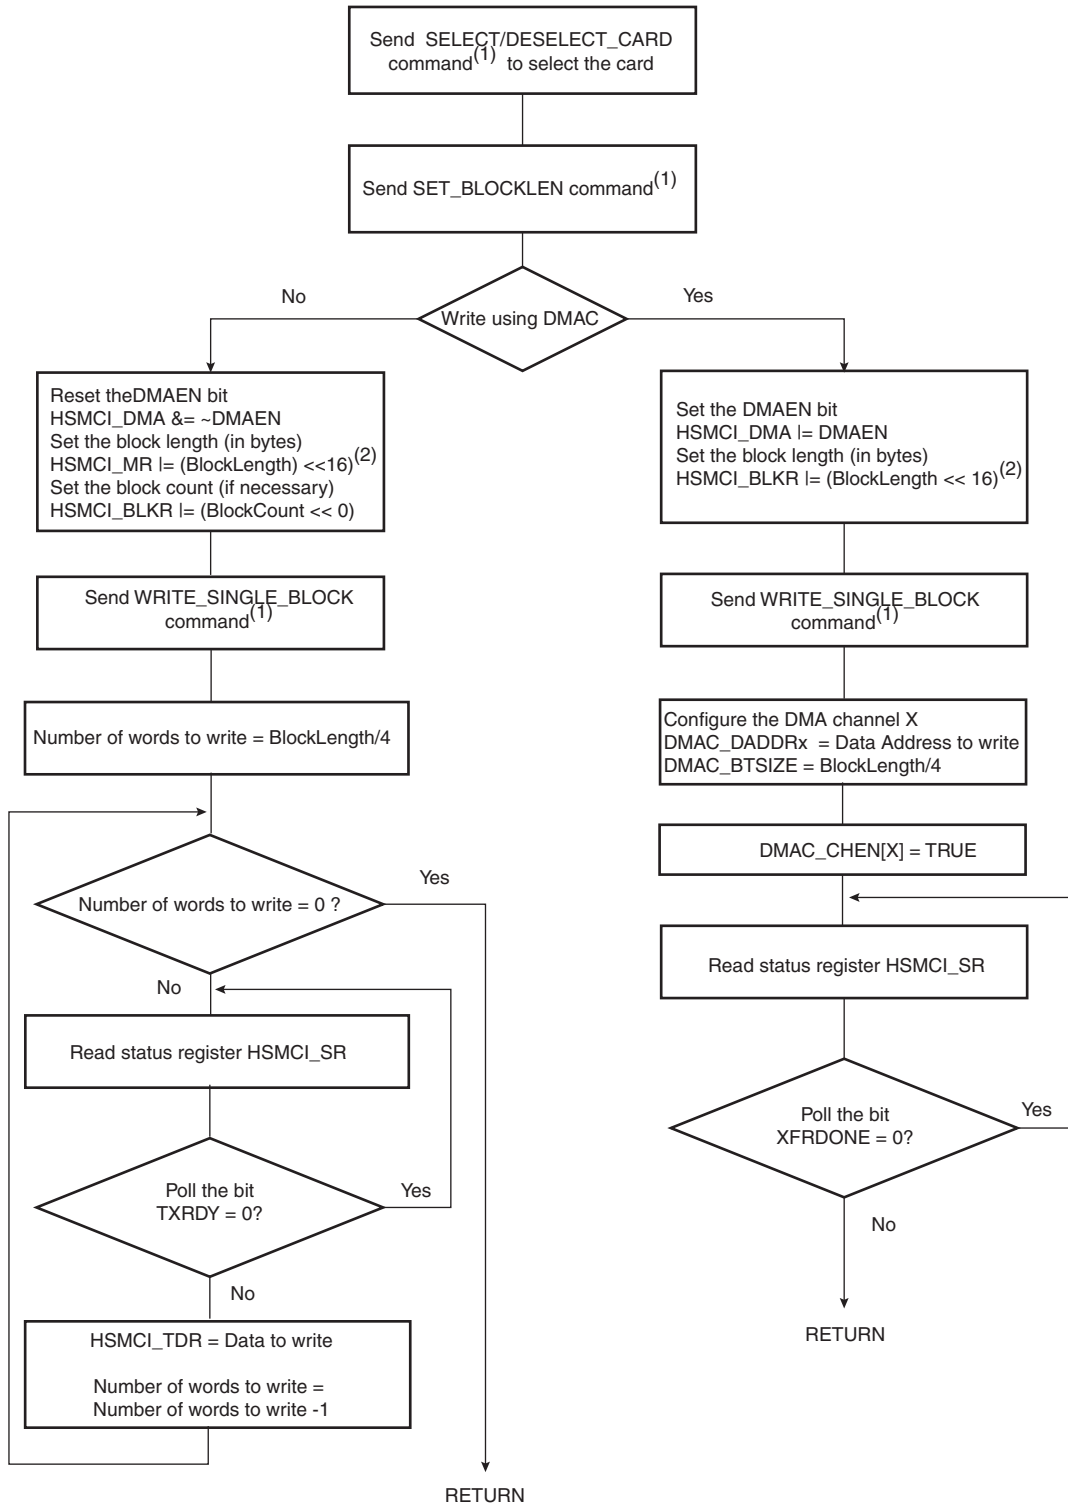 Send SELECT/DESELECT_CARD
command(1) to select the card
Send SET_BLOCKLEN command(1)
No
Yes
Write using DMAC
Reset theDMAEN bit
HSMCI_DMA &= ~DMAEN
Set the block length (in bytes)
HSMCI_MR |= (BlockLength) <<16)(2)
Set the block count (if necessary)
HSMCI_BLKR |= (BlockCount << 0)
Send WRITE_SINGLE_BLOCK
command(1)
Number of words to write = BlockLength/4
Number of words to write = 0 ?
Yes
No
Read status register HSMCI_SR
Poll the bit
TXRDY = 0?
Yes
No
HSMCI_TDR = Data to write
Number of words to write =
Number of words to write -1
RETURN
Set the DMAEN bit
HSMCI_DMA |= DMAEN
Set the block length (in bytes)
HSMCI_BLKR |= (BlockLength << 16)(2)
Send WRITE_SINGLE_BLOCK
command(1)
Configure the DMA channel X
DMAC_DADDRx = Data Address to write
DMAC_BTSIZE = BlockLength/4
DMAC_CHEN[X] = TRUE
Read status register HSMCI_SR
Poll the bit
XFRDONE = 0?
Yes
No
RETURN